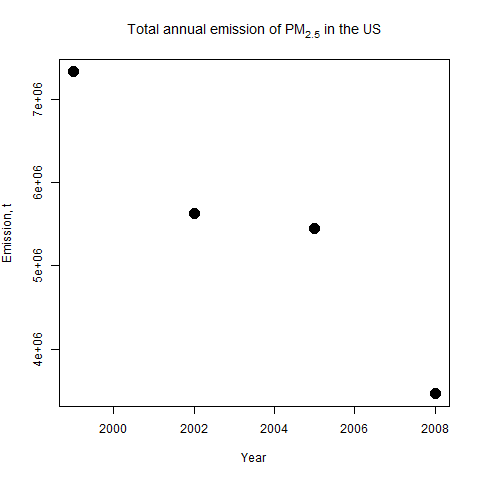 Total annual emission of PM2.5 in the US
Emission, t
7e+06
6e+06
5e+06
4e+06
2000 2002 2004 2006 2008
Year